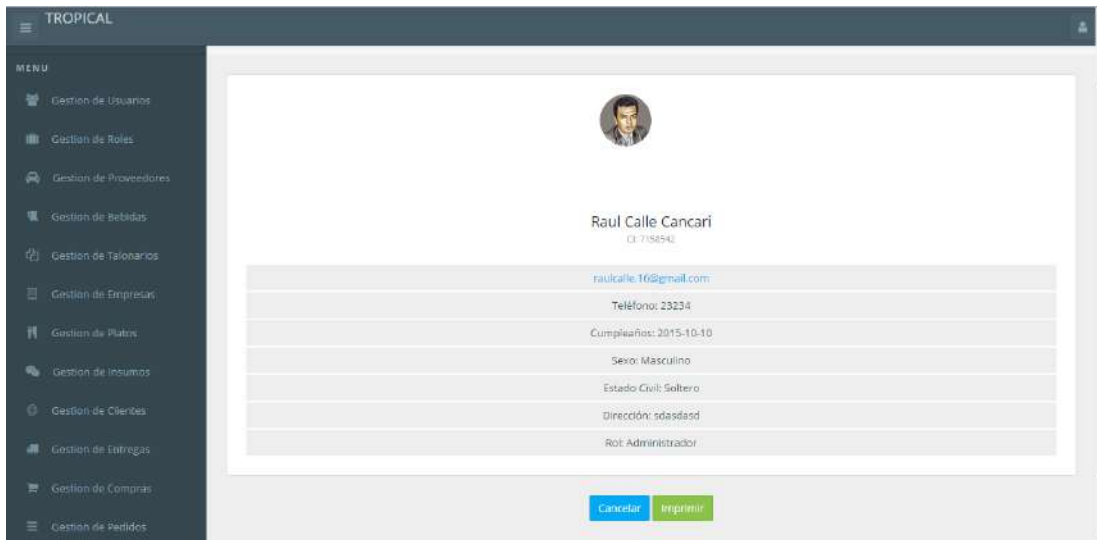 TROPICAL
MENU
Gestion de Usuarios
Gestion de Roles
Gestion de Proveedores
Gestion de Bebidas
Gestion de Talonarios
Gestion de Empresas
Gestion de Platos
Gestion de Insumos
Gestion de Clientes
Gestion de Entregas
Gestion de Compras
Gestion de Pedidos
Raul Calle Cancari
CI: 7158542
raulcalle.16@gmail.com
Teléfono: 23234
Cumpleaños: 2015-10-10
Sexo: Masculino
Estado Civil: Soltero
Dirección: sdasdasd
Rol: Administrador
Cancelar Imprimir